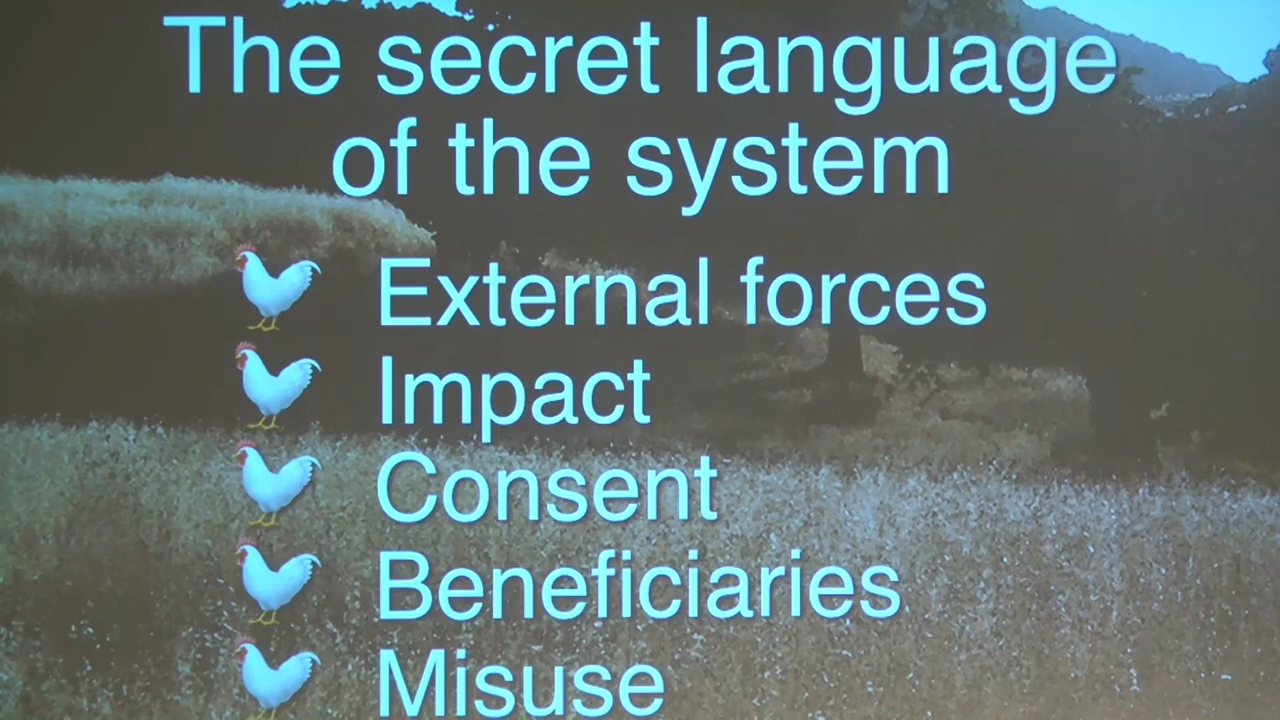 The secret language
of the system
External forces
Impact
Consent
Beneficiaries
Misuse